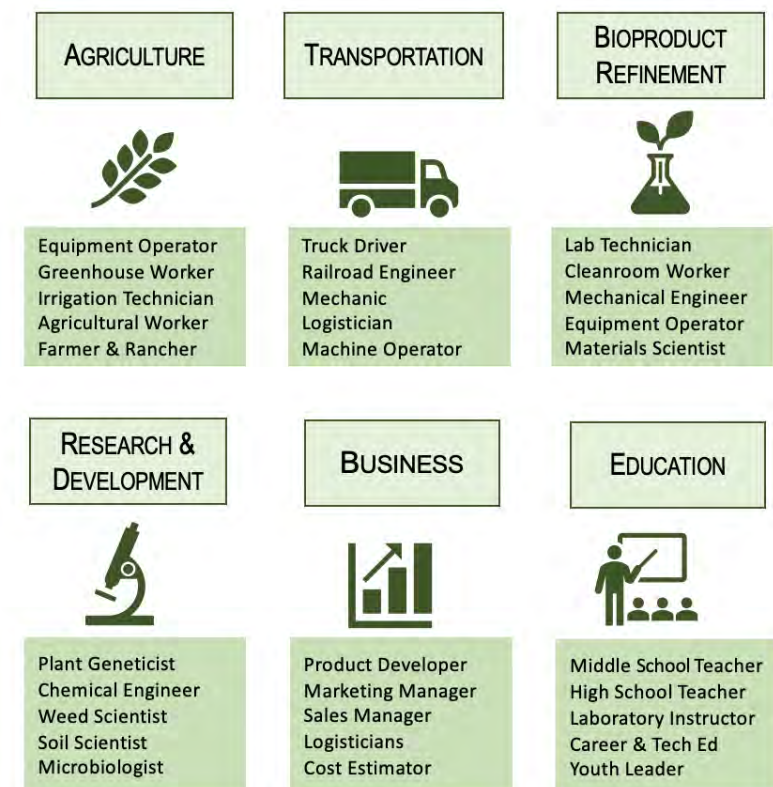 AGRICULTURE
Equipment Operator
Greenhouse Worker
Irrigation Technician
Agricultural Worker
Farmer & Rancher
TRANSPORTATION
Truck Driver
Railroad Engineer
Mechanic
Logistician
Machine Operator
BIOPRODUCT
REFINEMENT
Lab Technician
Cleanroom Worker
Mechanical Engineer
Equipment Operator
Materials Scientist
RESEARCH &
DEVELOPMENT
Plant Geneticist
Chemical Engineer
Weed Scientist
Soil Scientist
Microbiologist
BUSINESS
Product Developer
Marketing Manager
Sales Manager
Logisticians
Cost Estimator
EDUCATION
Middle School Teacher
High School Teacher
Laboratory Instructor
Career & Tech Ed
Youth Leader